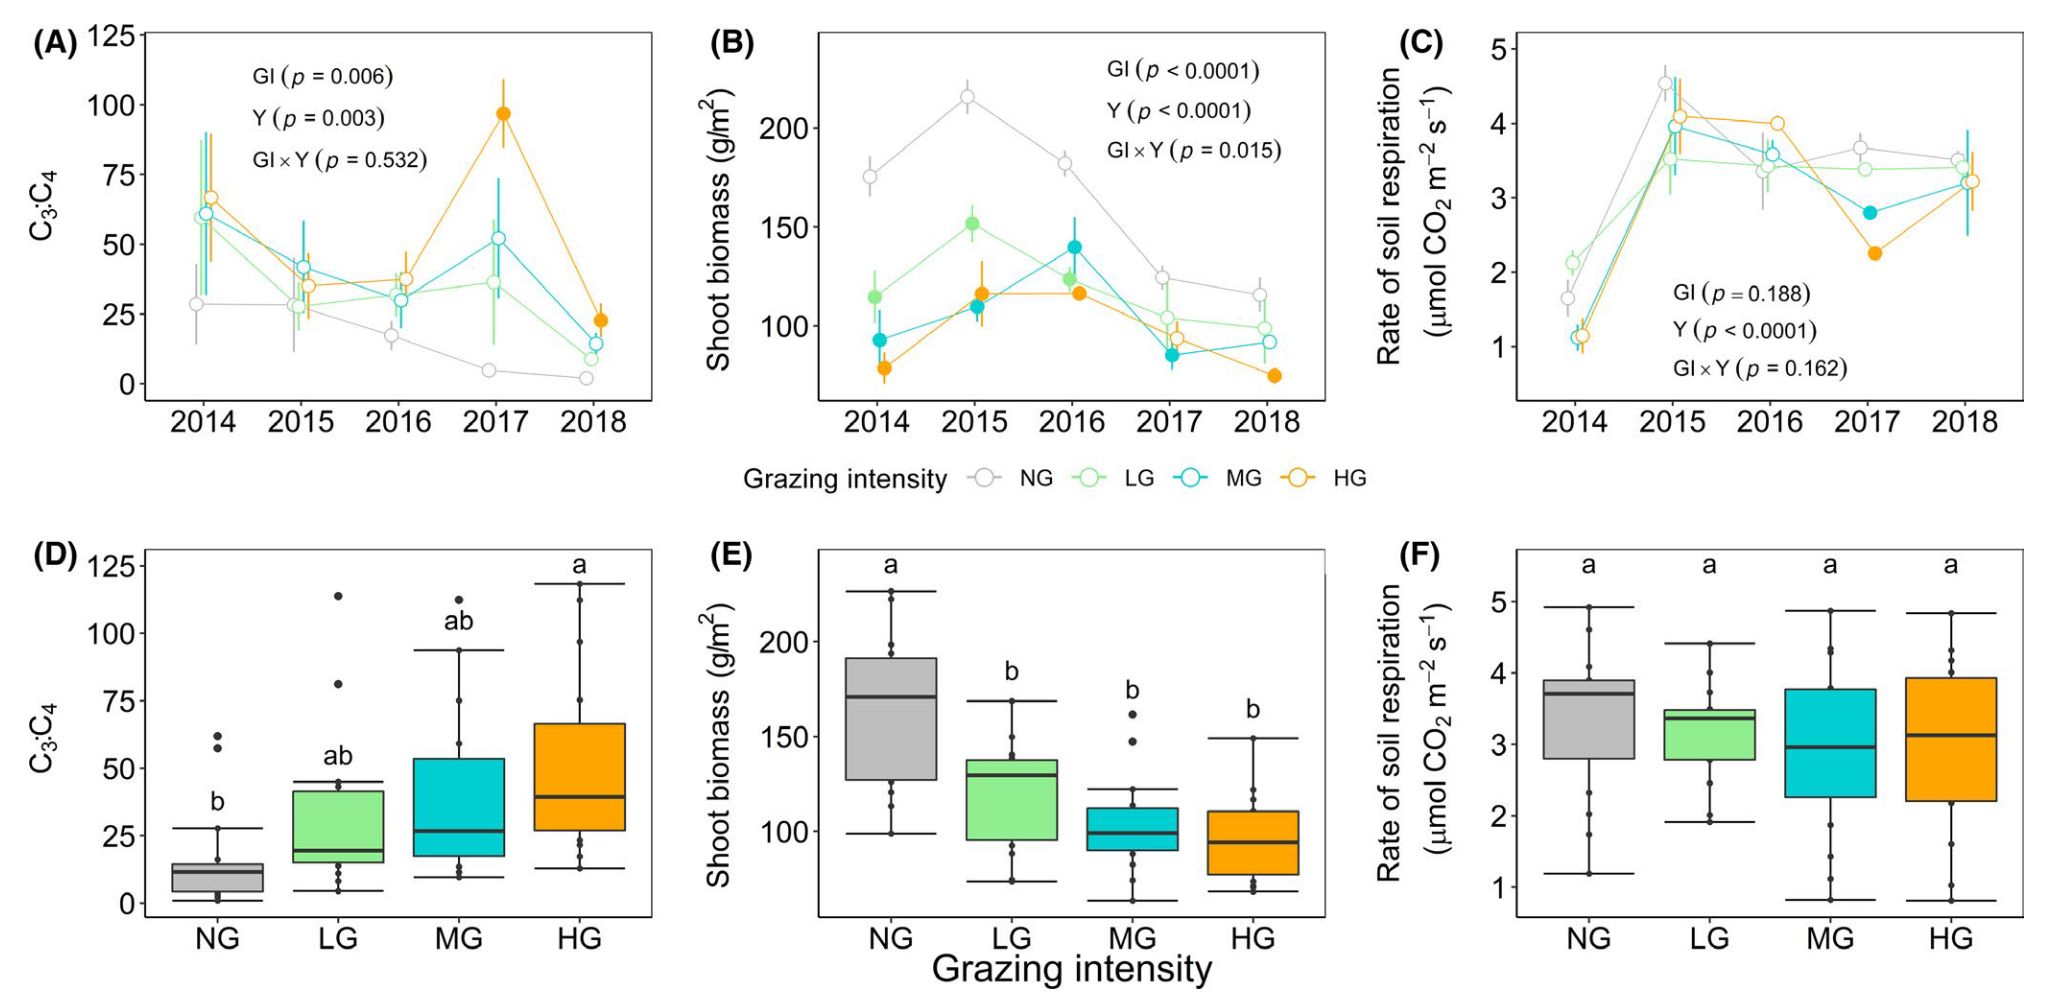 (A)
C₃:C₄
125
100
75
50
25
0
GI (p = 0.006)
Y (p = 0.003)
GI × Y (p = 0.532)
2014 2015 2016 2017 2018
(B)
Shoot biomass (g/m²)
200
150
100
GI (p < 0.0001)
Y (p < 0.0001)
GI × Y (p = 0.015)
2014 2015 2016 2017 2018
(C)
Rate of soil respiration
(μmol CO₂ m⁻² s⁻¹)
5
4
3
2
1
GI (p = 0.188)
Y (p < 0.0001)
GI × Y (p = 0.162)
2014 2015 2016 2017 2018
Grazing intensity NG LG MG HG
(D)
C₃:C₄
125
100
75
50
25
0
b ab ab a
NG LG MG HG
(E)
Shoot biomass (g/m²)
200
150
100
a b b b
NG LG MG HG
(F)
Rate of soil respiration
(μmol CO₂ m⁻² s⁻¹)
5
4
3
2
1
a a a a
NG LG MG HG
Grazing intensity